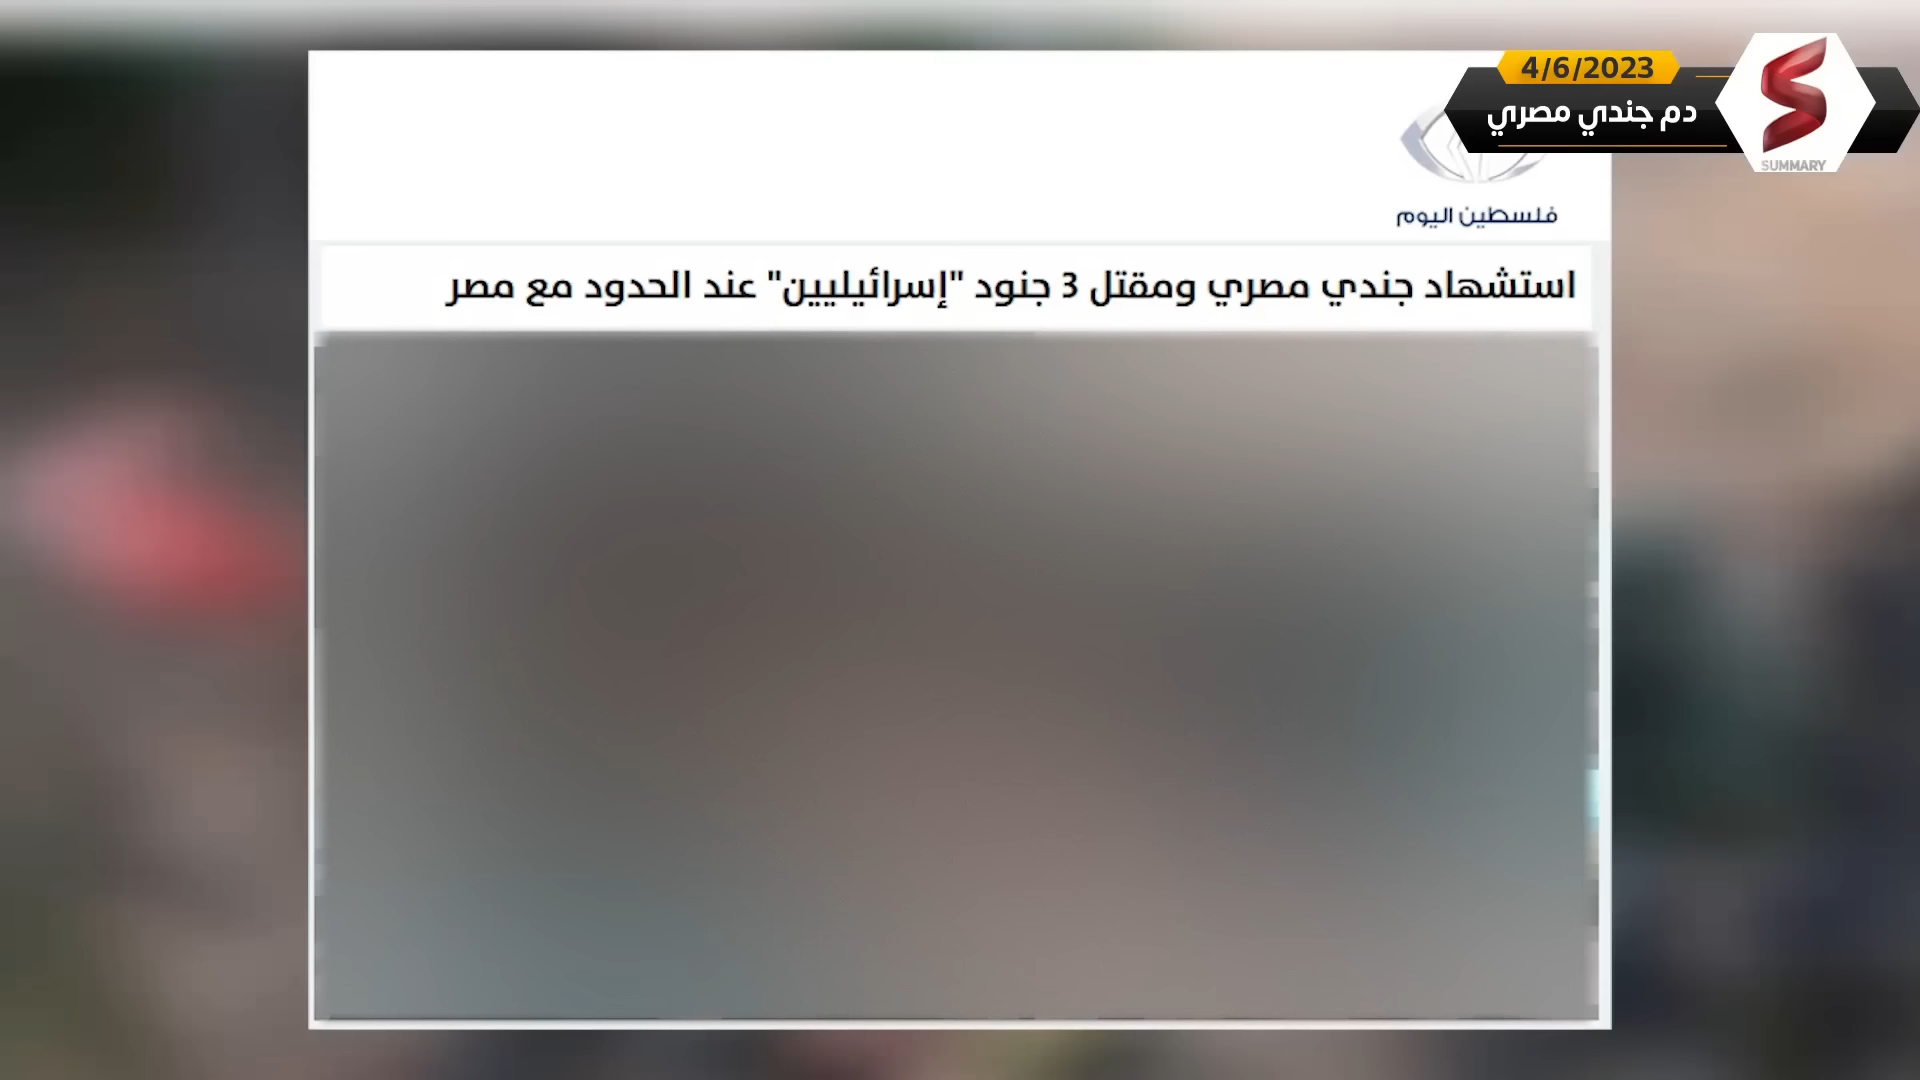 4/6/2023
دم جندي مصري
SUMMARY
فلسطين اليوم
استشهاد جندي مصري ومقتل 3 جنود "إسرائيليين" عند الحدود مع مصر